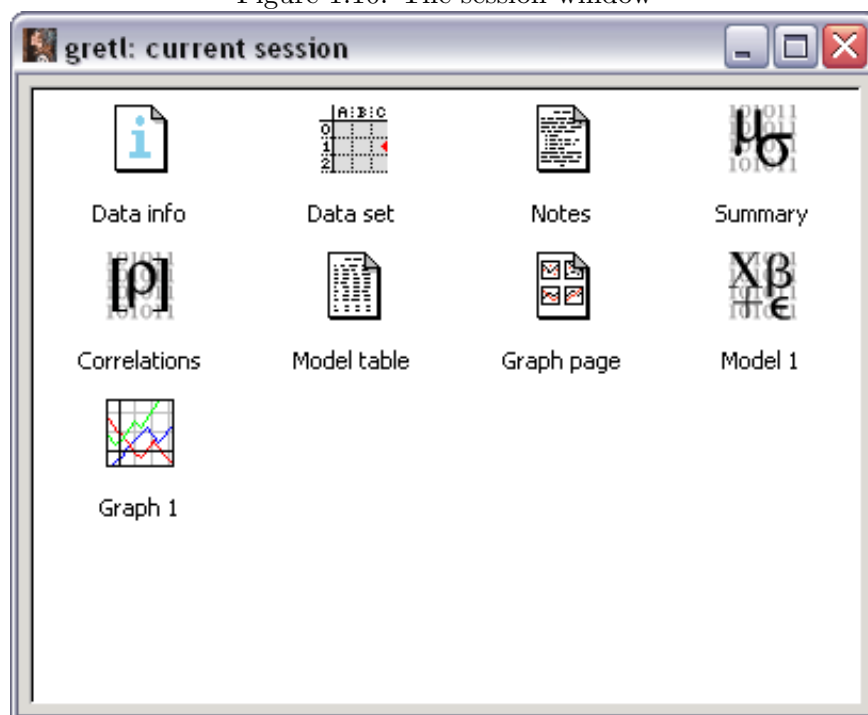 gretl: current session
Data info Data set Notes Summary
Correlations Model table Graph page Model 1
Graph 1